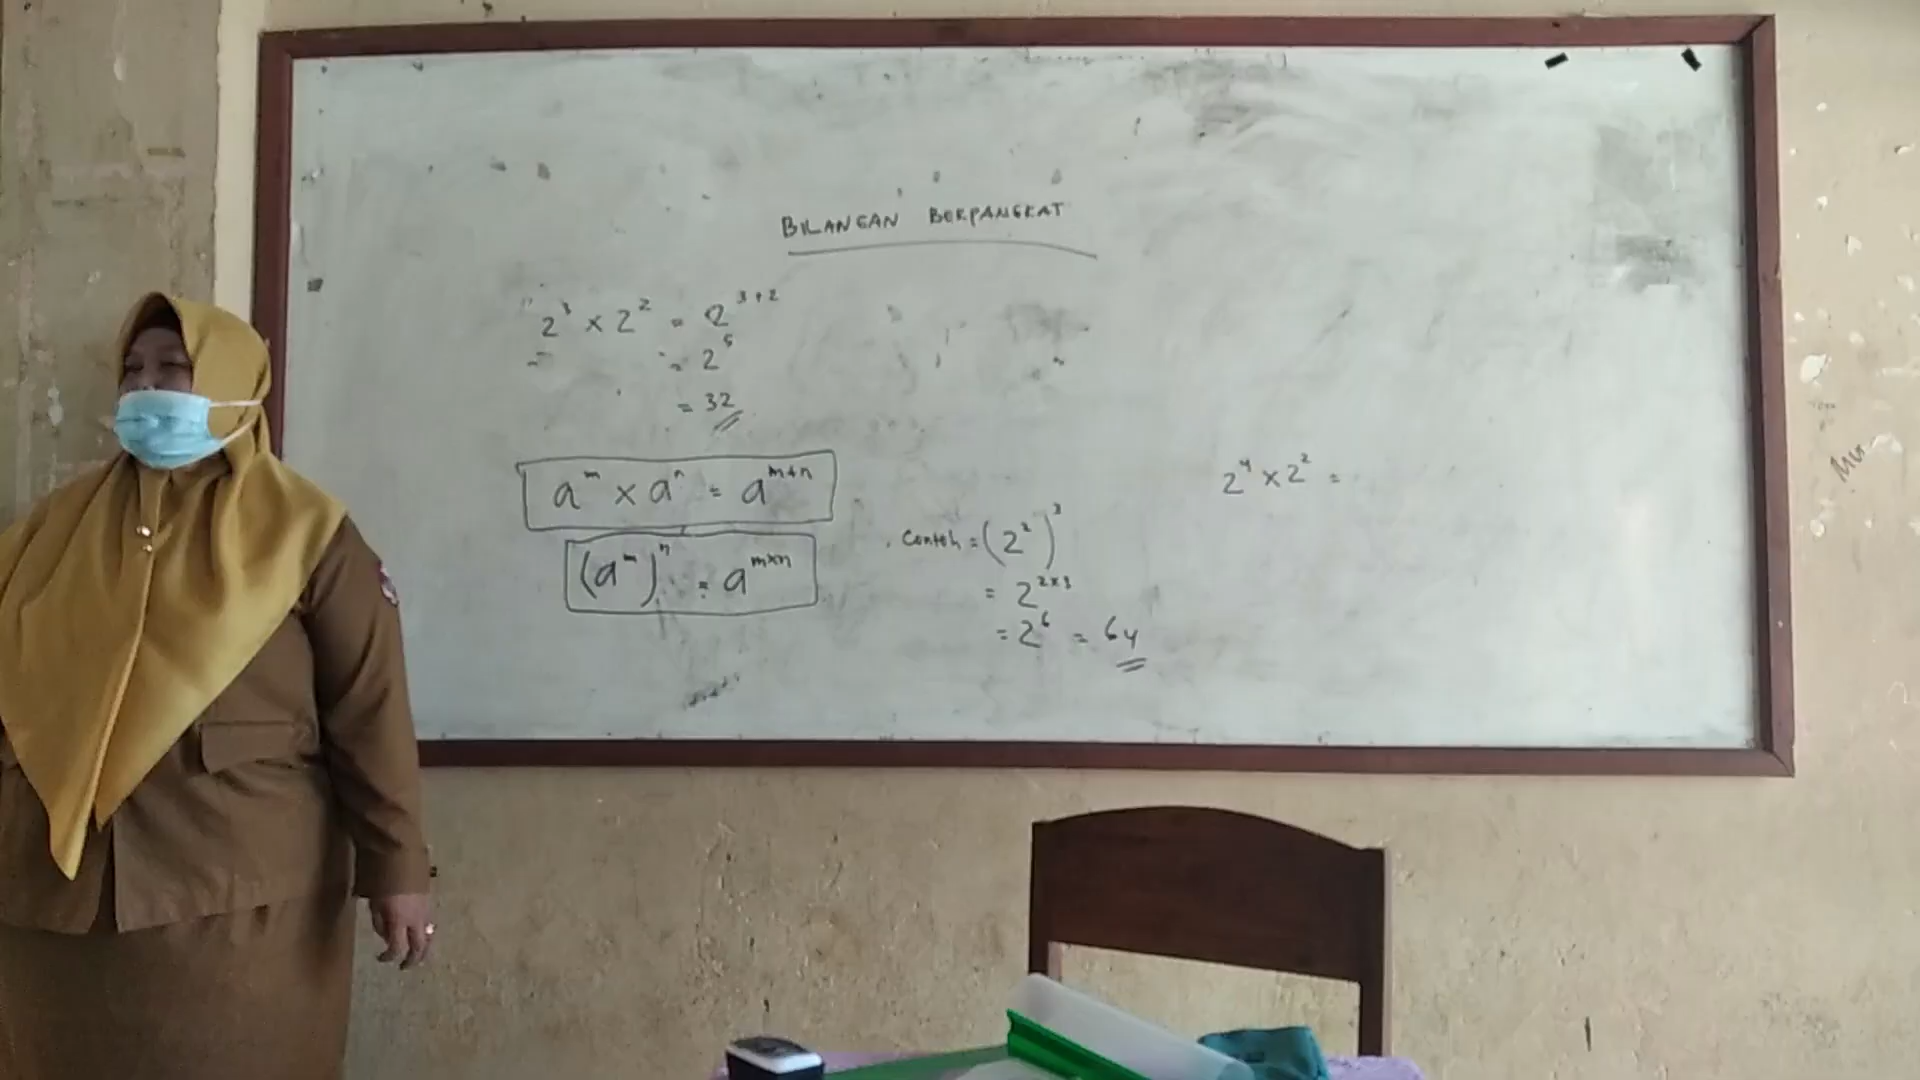 BILANGAN BERPANGKAT
2³ × 2² = 2³⁺²
= 2⁵
= 32
aᵐ × aⁿ = aᵐ⁺ⁿ
(aᵐ)ⁿ = aᵐˣⁿ
Contoh = (2²)³
= 2²ˣ³
= 2⁶ = 64
2⁴ × 2² =